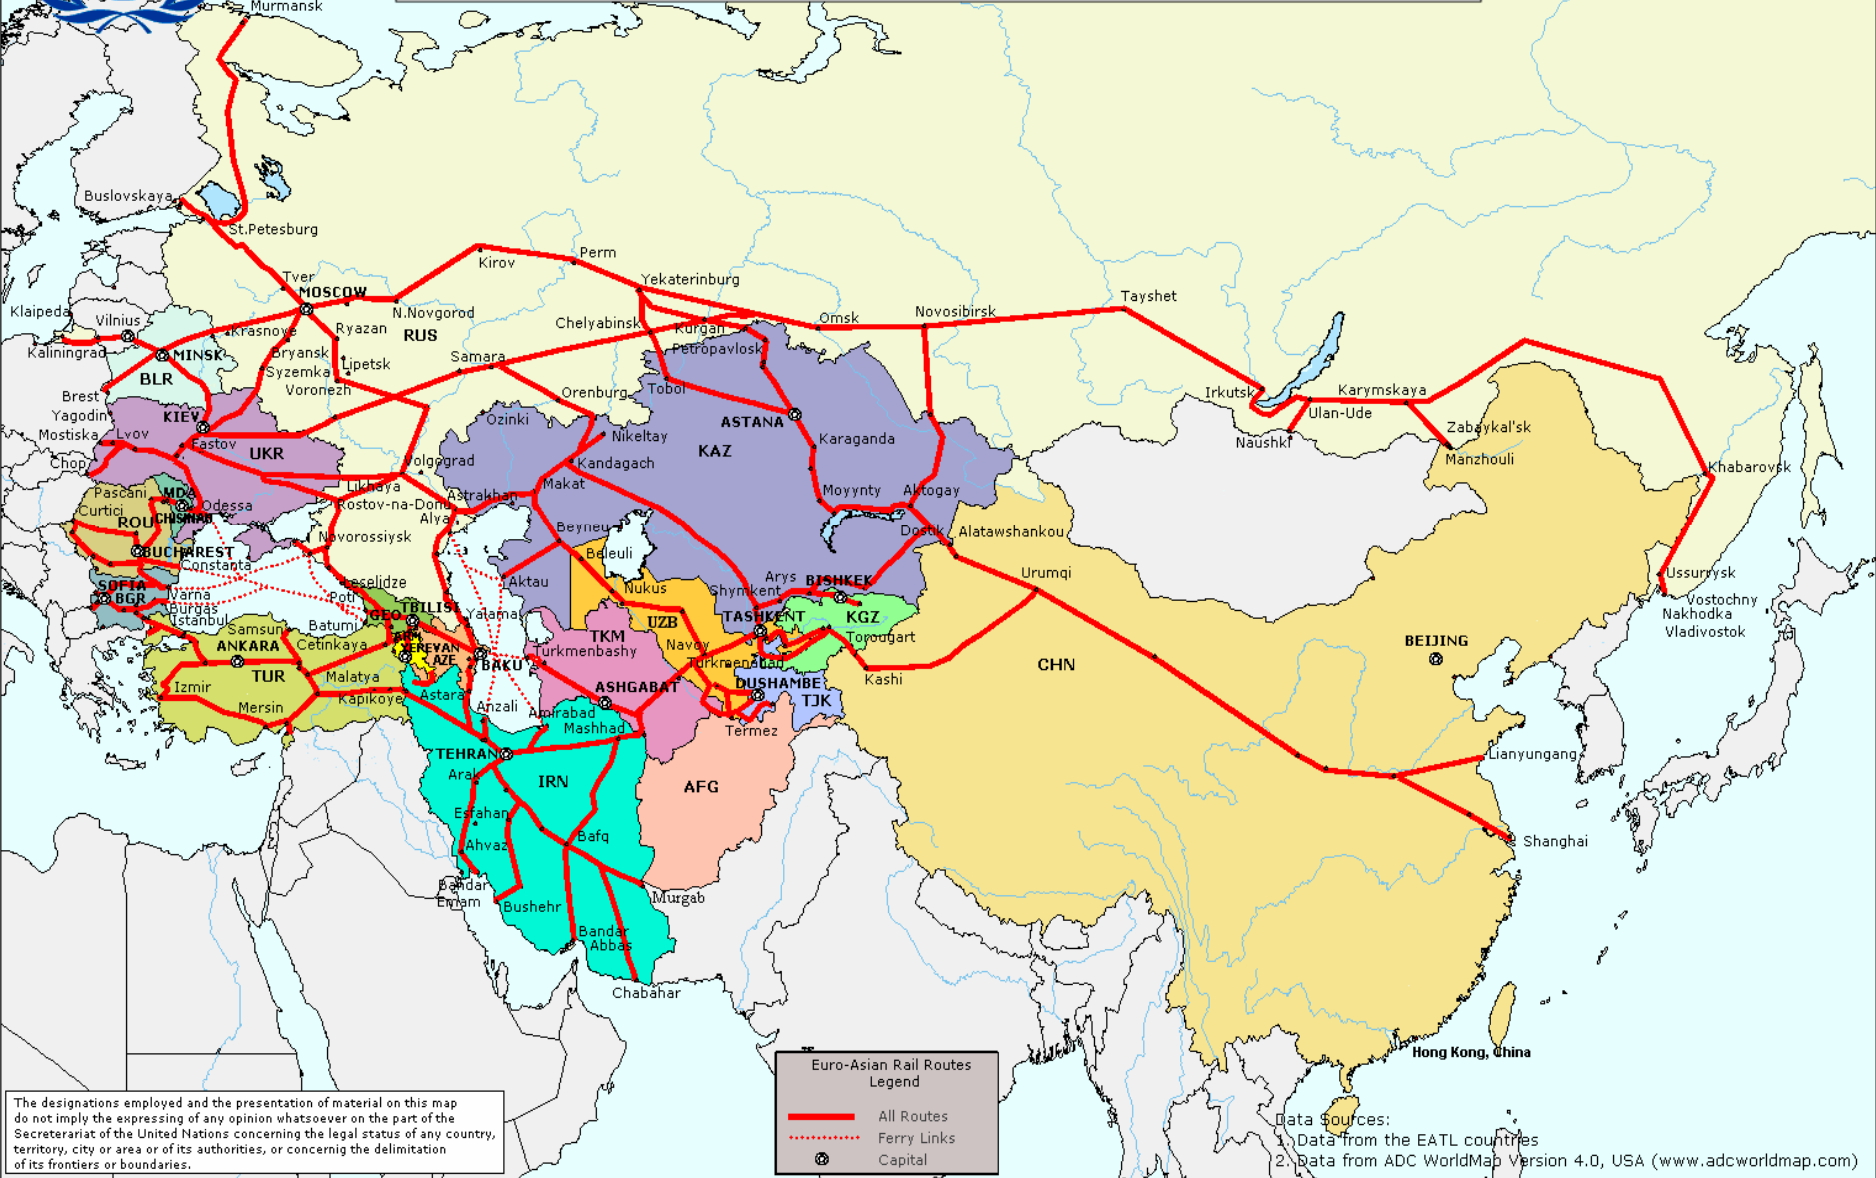 Murmansk
Buslovskaya
St.Petesburg
Tver
MOSCOW
Kirov
Perm
Yekaterinburg
N.Novgorod
Klaipeda
Vilnius
Kaliningrad
MINSK
Krasnoye
Ryazan
RUS
Chelyabinsk
Kurgan
Omsk
Novosibirsk
Tayshet
Bryansk
Lipetsk
Samara
Petropavlosk
BLR
Syzemka
Voronezh
Brest
Orenburg
Tobol
Irkutsk
Karymskaya
Ulan-Ude
Yagodin
KIEV
Ozinki
ASTANA
Naushki
Zabaykal'sk
Manzhouli
Mostiska
Lvov
Fastov
UKR
Nikeltay
KAZ
Karaganda
Chop
Volgograd
Kandagach
Khabarovsk
Pascani
MDA
Likhaya
Makat
Moyynty
Aktogay
Curtici
ROU
CHISINAU
Odessa
Rostov-na-Donu
Astrakhan
Alya
Beyneu
Dostik
Alatawshankou
Novorossiysk
BUCHAREST
Constanta
Beleuli
Urumqi
Ussuriysk
SOFIA
BGR
Varna
Burgas
Istanbul
Leselidze
Poti
Aktau
Nukus
Arys
BISHKEK
Shymkent
Vostochny
Nakhodka
Vladivostok
Batumi
GEO
TBILISI
Yalama
TASHKENT
KGZ
Torougart
Samsun
ANKARA
Cetinkaya
ARM
YEREVAN
AZE
BAKU
TKM
Turkmenbashy
UZB
Navoy
Turkmenabad
BEIJING
CHN
Kashi
Izmir
TUR
Malatya
Kapikoye
Astara
ASHGABAT
DUSHAMBE
TJK
Mersin
Anzali
Amirabad
Mashhad
Termez
TEHRAN
Lianyungang
Arak
IRN
AFG
Esfahan
Ahvaz
Bafq
Shanghai
Bandar
Emam
Bushehr
Murgab
Bandar
Abbas
Chabahar
Hong Kong, China
Euro-Asian Rail Routes
Legend
All Routes
Ferry Links
Capital
The designations employed and the presentation of material on this map
do not imply the expressing of any opinion whatsoever on the part of the
Secreterariat of the United Nations concerning the legal status of any country,
territory, city or area or of its authorities, or concernig the delimitation
of its frontiers or boundaries.
Data Sources:
1. Data from the EATL countries
2. Data from ADC WorldMap Version 4.0, USA (www.adcworldmap.com)